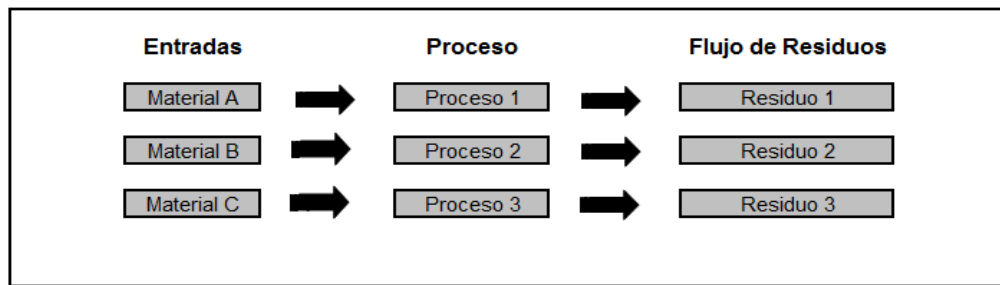 Entradas Proceso Flujo de Residuos
Material A Proceso 1 Residuo 1
Material B Proceso 2 Residuo 2
Material C Proceso 3 Residuo 3